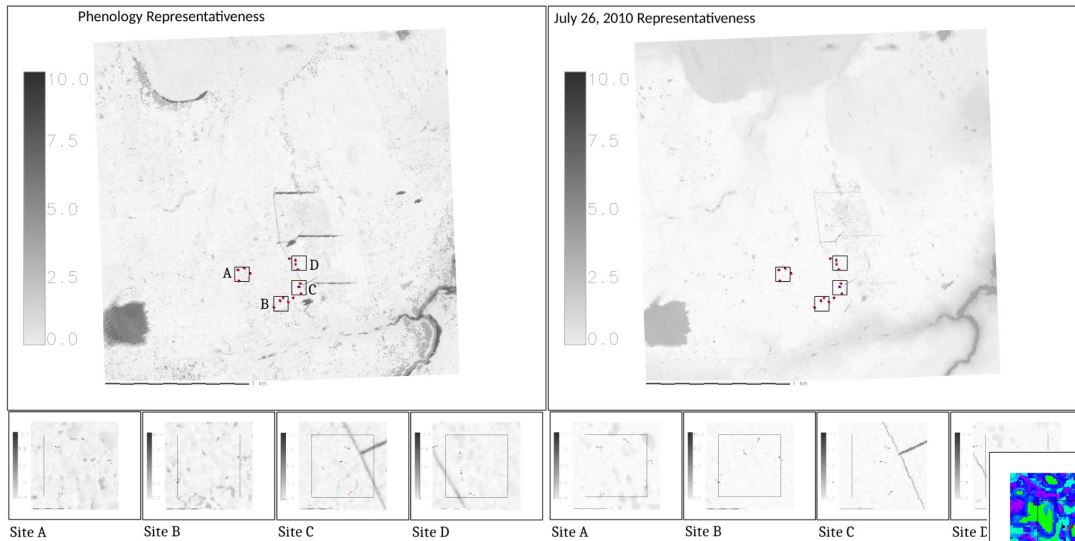 Phenology Representativeness
July 26, 2010 Representativeness
10.0
7.5
5.0
2.5
0.0
A
B
C
D
1 km
10.0
7.5
5.0
2.5
0.0
1 km
Site A
Site B
Site C
Site D
Site A
Site B
Site C
Site D